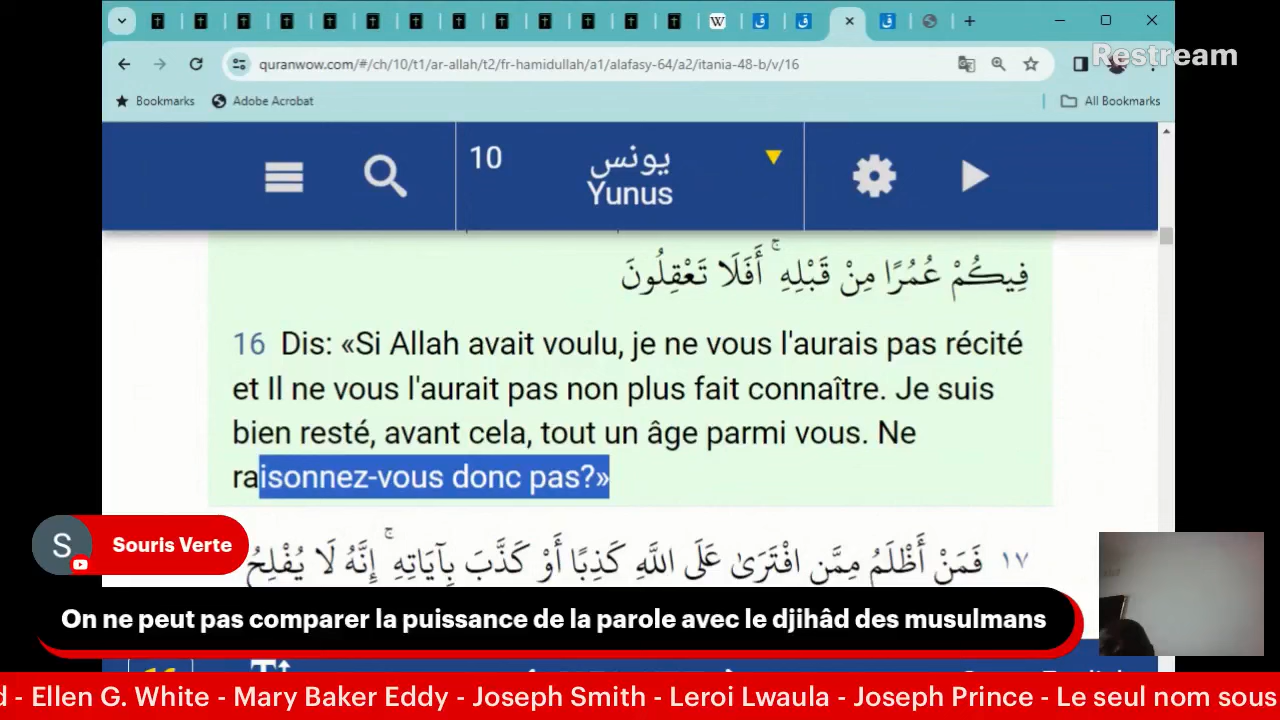 W
quranwow.com/#/ch/10/t1/ar-allah/t2/fr-hamidullah/a1/alafasy-64/a2/itania-48-b/v/16
Restream
Bookmarks
Adobe Acrobat
All Bookmarks
10
يونس
Yunus
فِيكُمْ عُمُرًا مِنْ قَبْلِهِ ۚ أَفَلَا تَعْقِلُونَ
16 Dis: «Si Allah avait voulu, je ne vous l'aurais pas récité
et Il ne vous l'aurait pas non plus fait connaître. Je suis
bien resté, avant cela, tout un âge parmi vous. Ne
raisonnez-vous donc pas?»
١٧ فَمَنْ أَظْلَمُ مِمَّنِ افْتَرَىٰ عَلَى اللَّهِ كَذِبًا أَوْ كَذَّبَ بِآيَاتِهِ ۚ إِنَّهُ لَا يُفْلِحُ
S
Souris Verte
On ne peut pas comparer la puissance de la parole avec le djihâd des musulmans
d - Ellen G. White - Mary Baker Eddy - Joseph Smith - Leroi Lwaula - Joseph Prince - Le seul nom sous